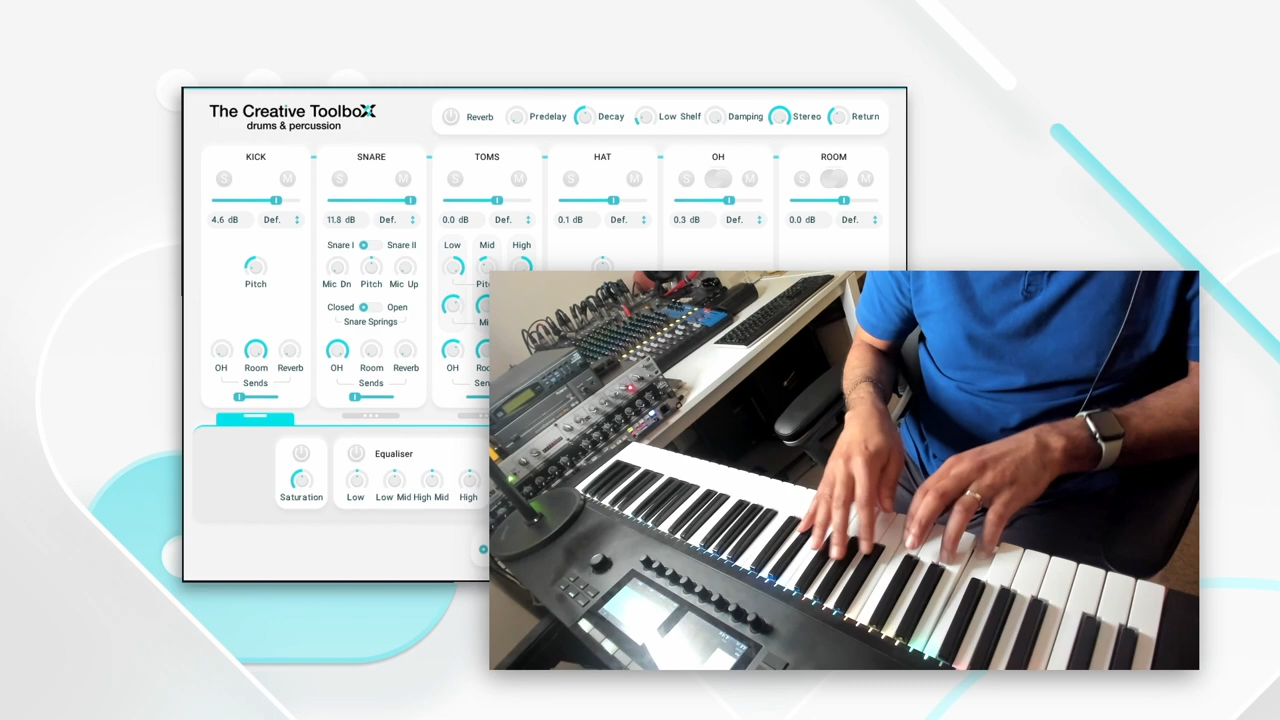 The Creative ToolboX
drums & percussion
Reverb Predelay Decay Low Shelf Damping Stereo Return
KICK SNARE TOMS HAT OH ROOM
S M S M S M S M S M S M
4.6 dB Def. 11.8 dB Def. 0.0 dB Def. 0.1 dB Def. 0.3 dB Def. 0.0 dB Def.
Snare I Snare II Low Mid High
Pitch Mic Dn Pitch Mic Up
Closed Open
Snare Springs
OH Room Reverb OH Room Reverb OH
Sends Sends
Equaliser
Saturation Low Low Mid High Mid High